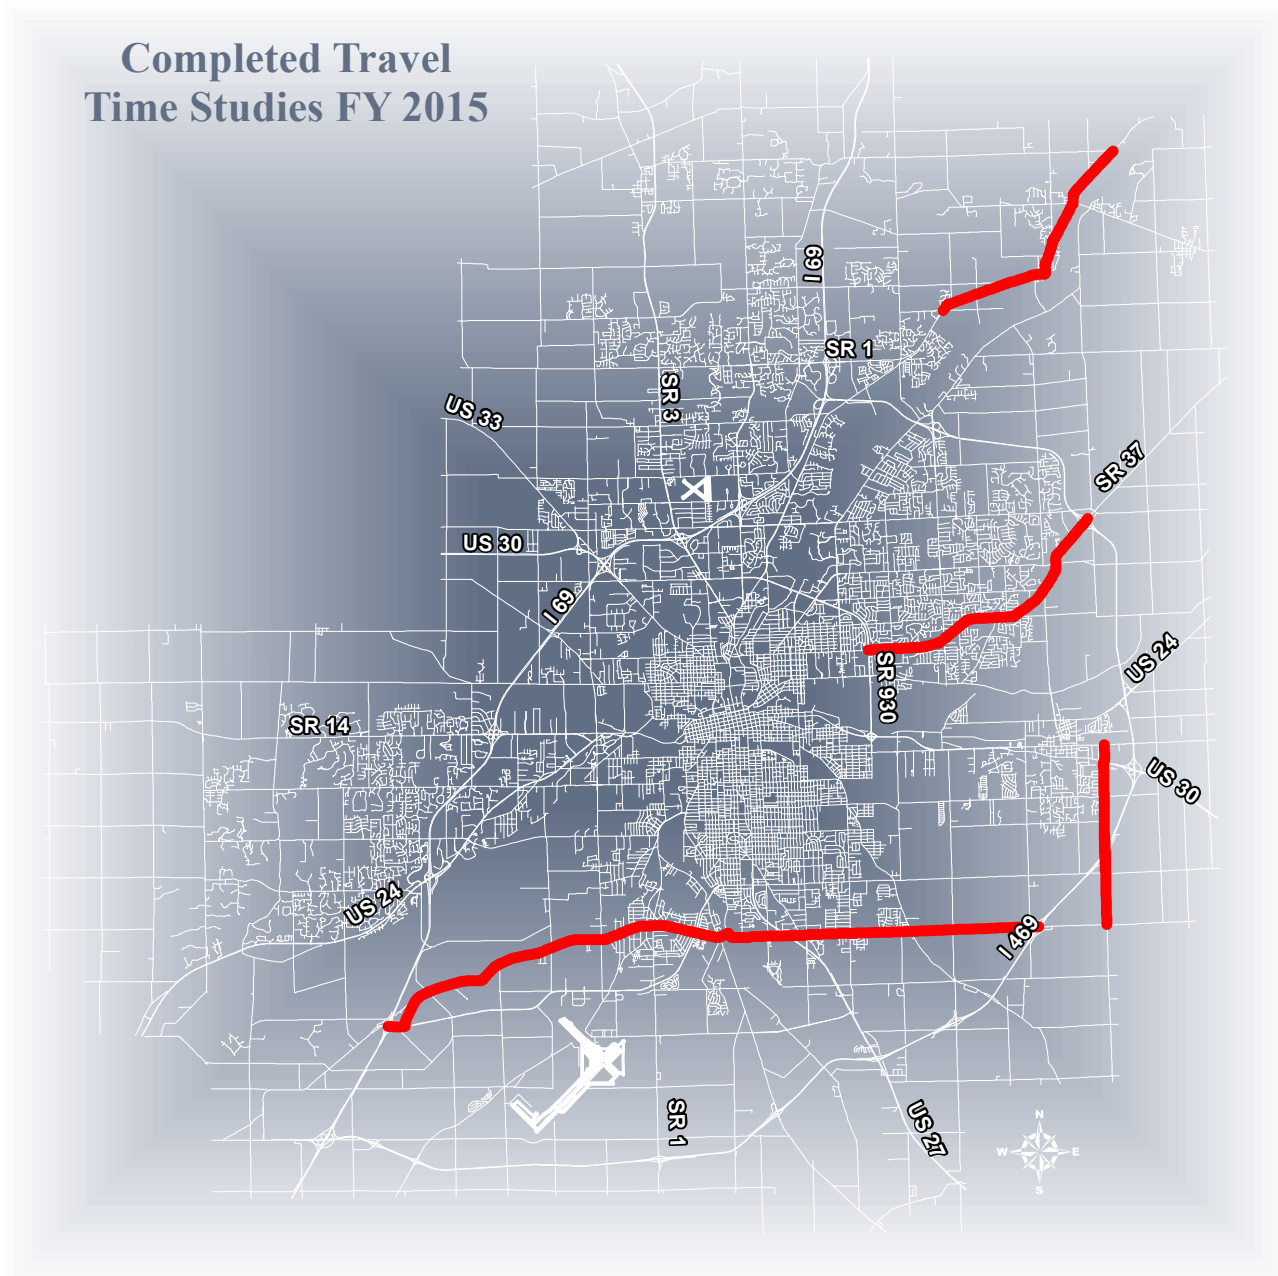 Completed Travel
Time Studies FY 2015
I 69
SR 1
SR 3
US 33
SR 37
US 30
I 69
US 24
SR 930
SR 14
US 30
US 24
I 469
SR 1
US 27
N
W E
S